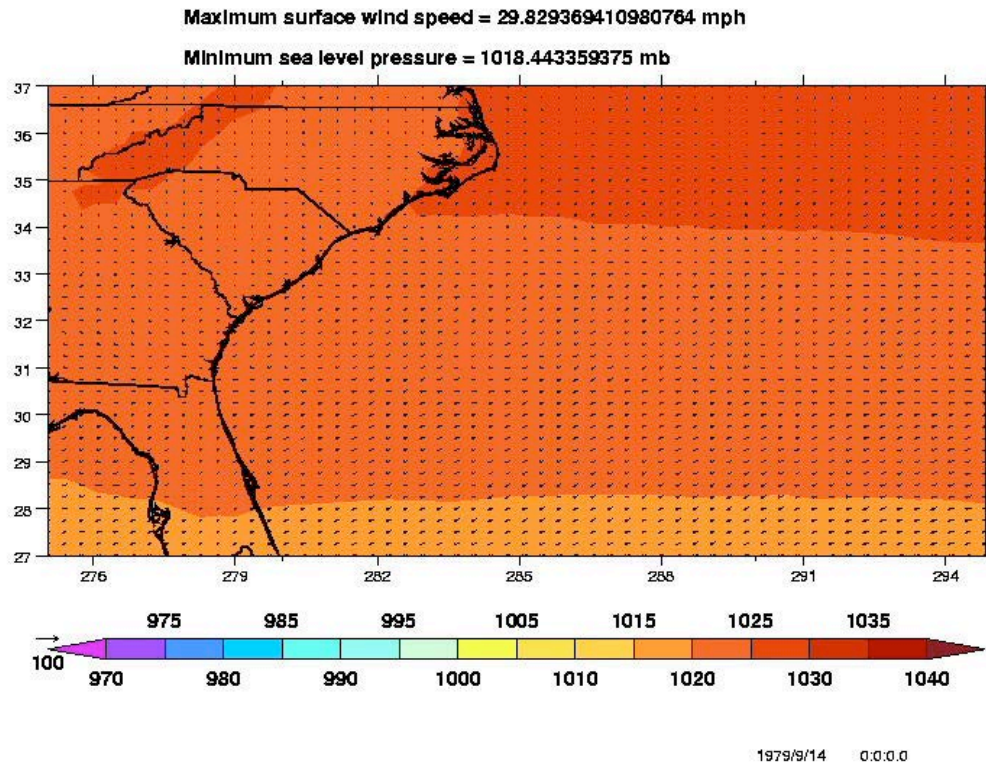 Maximum surface wind speed = 29.829369410980764 mph
Minimum sea level pressure = 1018.443359375 mb
37
36
35
34
33
32
31
30
29
28
27
276 279 282 285 288 291 294
975 985 995 1005 1015 1025 1035
100
970 980 990 1000 1010 1020 1030 1040
1979/9/14 0:0:0.0